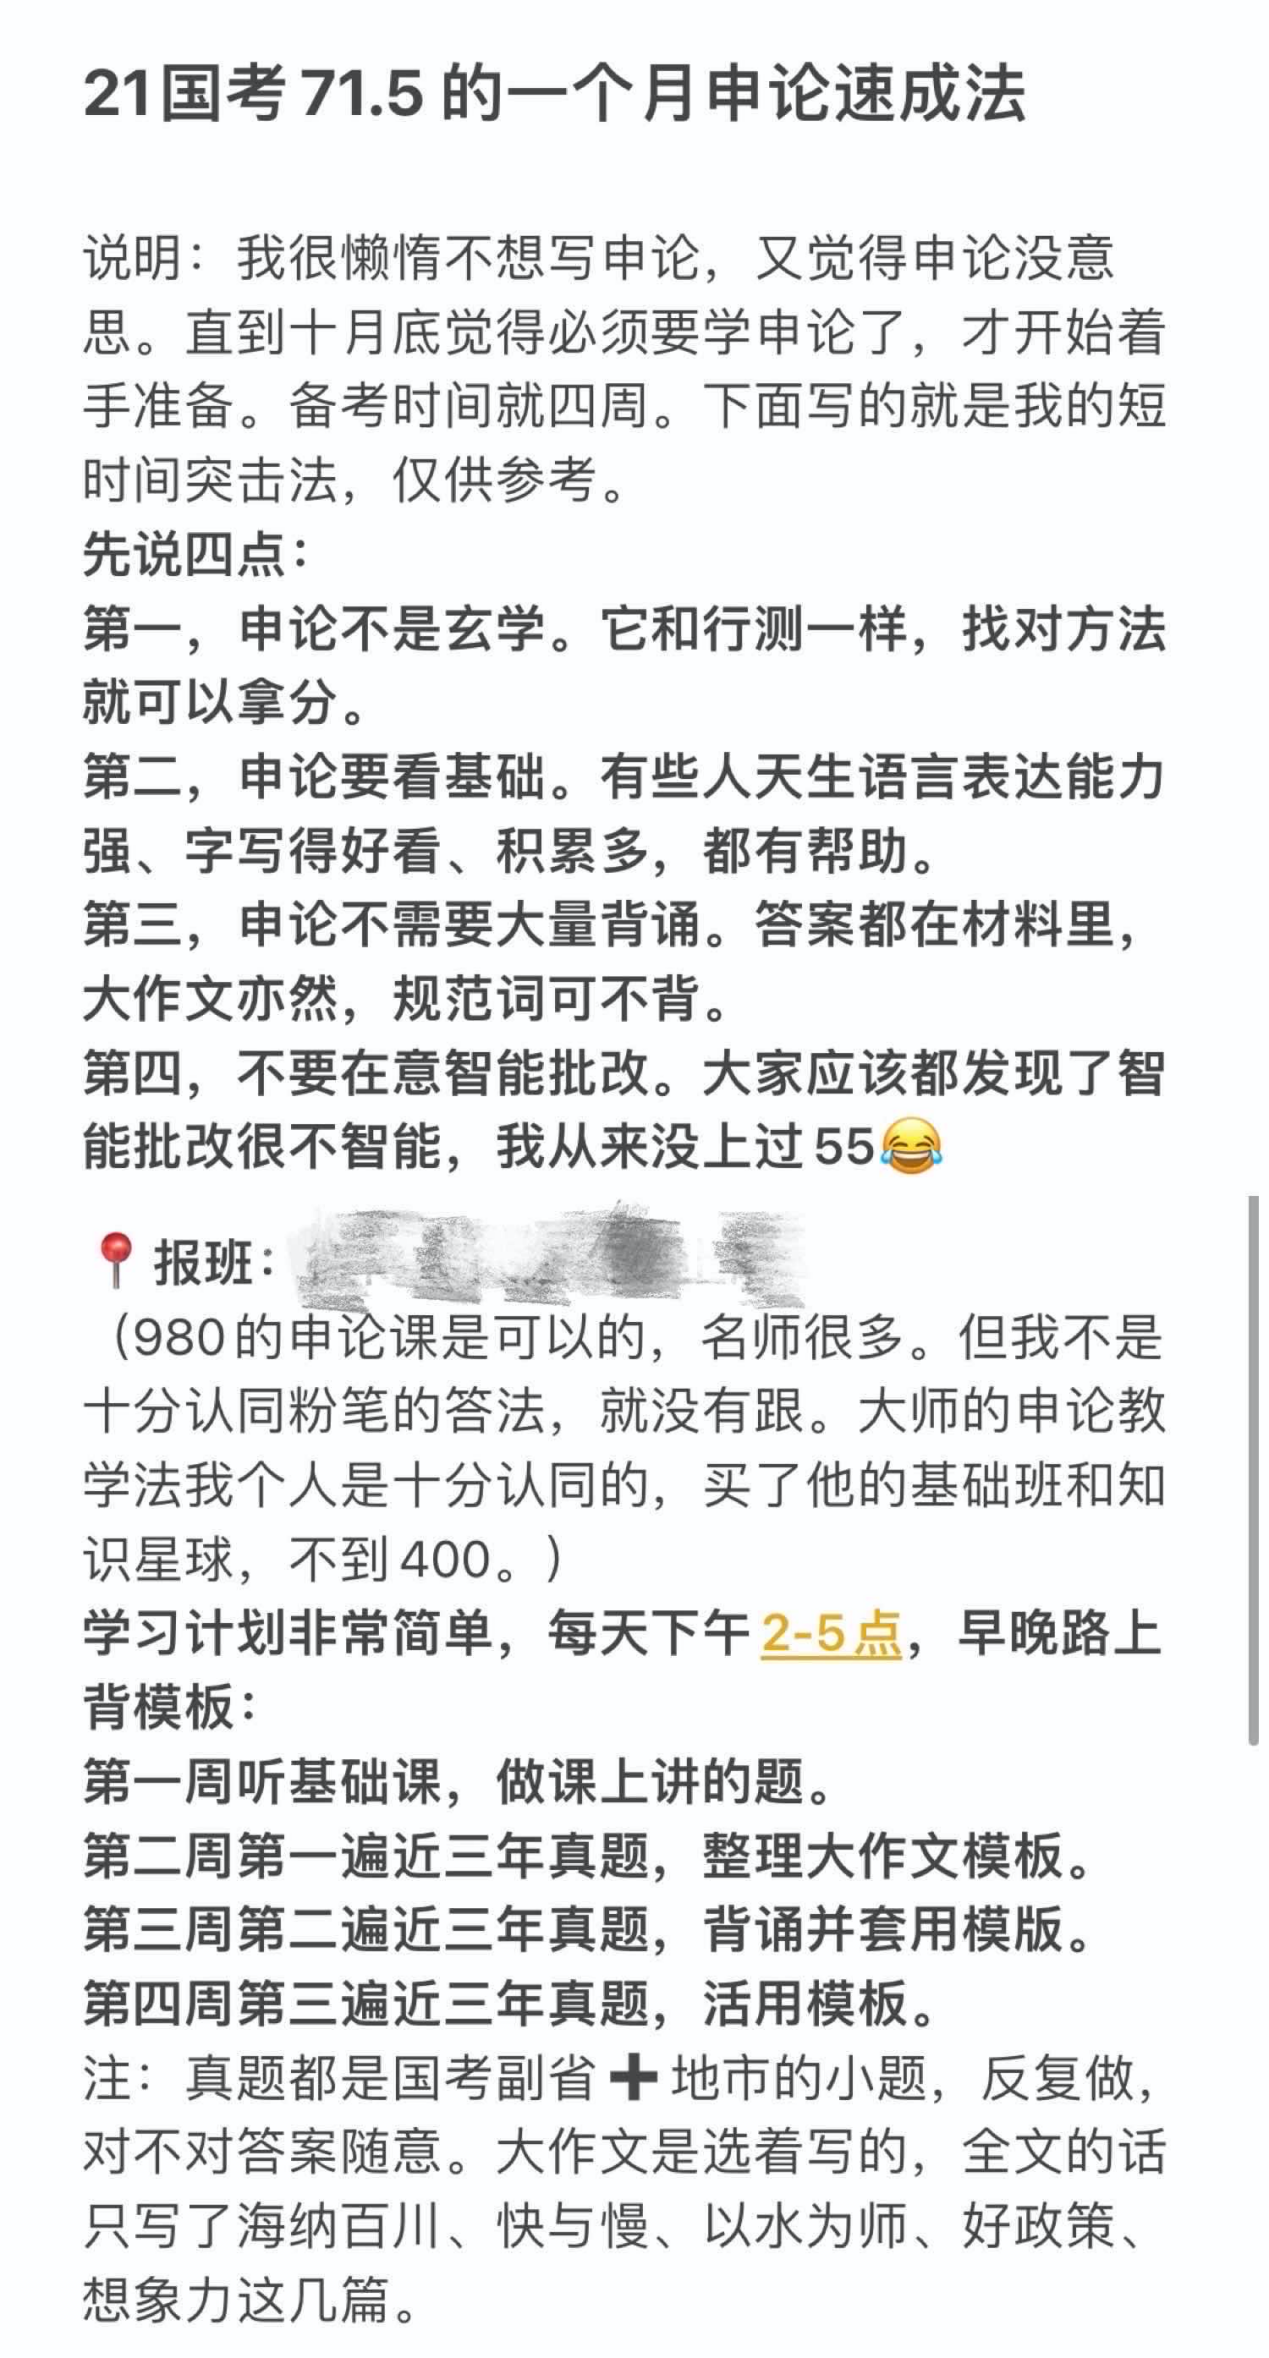 21国考71.5的一个月申论速成法
说明：我很懒惰不想写申论，又觉得申论没意
思。直到十月底觉得必须要学申论了，才开始着
手准备。备考时间就四周。下面写的就是我的短
时间突击法，仅供参考。
先说四点：
第一，申论不是玄学。它和行测一样，找对方法
就可以拿分。
第二，申论要看基础。有些人天生语言表达能力
强、字写得好看、积累多，都有帮助。
第三，申论不需要大量背诵。答案都在材料里，
大作文亦然，规范词可不背。
第四，不要在意智能批改。大家应该都发现了智
能批改很不智能，我从来没上过55😂
📍报班：
（980的申论课是可以的，名师很多。但我不是
十分认同粉笔的答法，就没有跟。大师的申论教
学法我个人是十分认同的，买了他的基础班和知
识星球，不到400。）
学习计划非常简单，每天下午2-5点，早晚路上
背模板：
第一周听基础课，做课上讲的题。
第二周第一遍近三年真题，整理大作文模板。
第三周第二遍近三年真题，背诵并套用模版。
第四周第三遍近三年真题，活用模板。
注：真题都是国考副省➕地市的小题，反复做，
对不对答案随意。大作文是选着写的，全文的话
只写了海纳百川、快与慢、以水为师、好政策、
想象力这几篇。